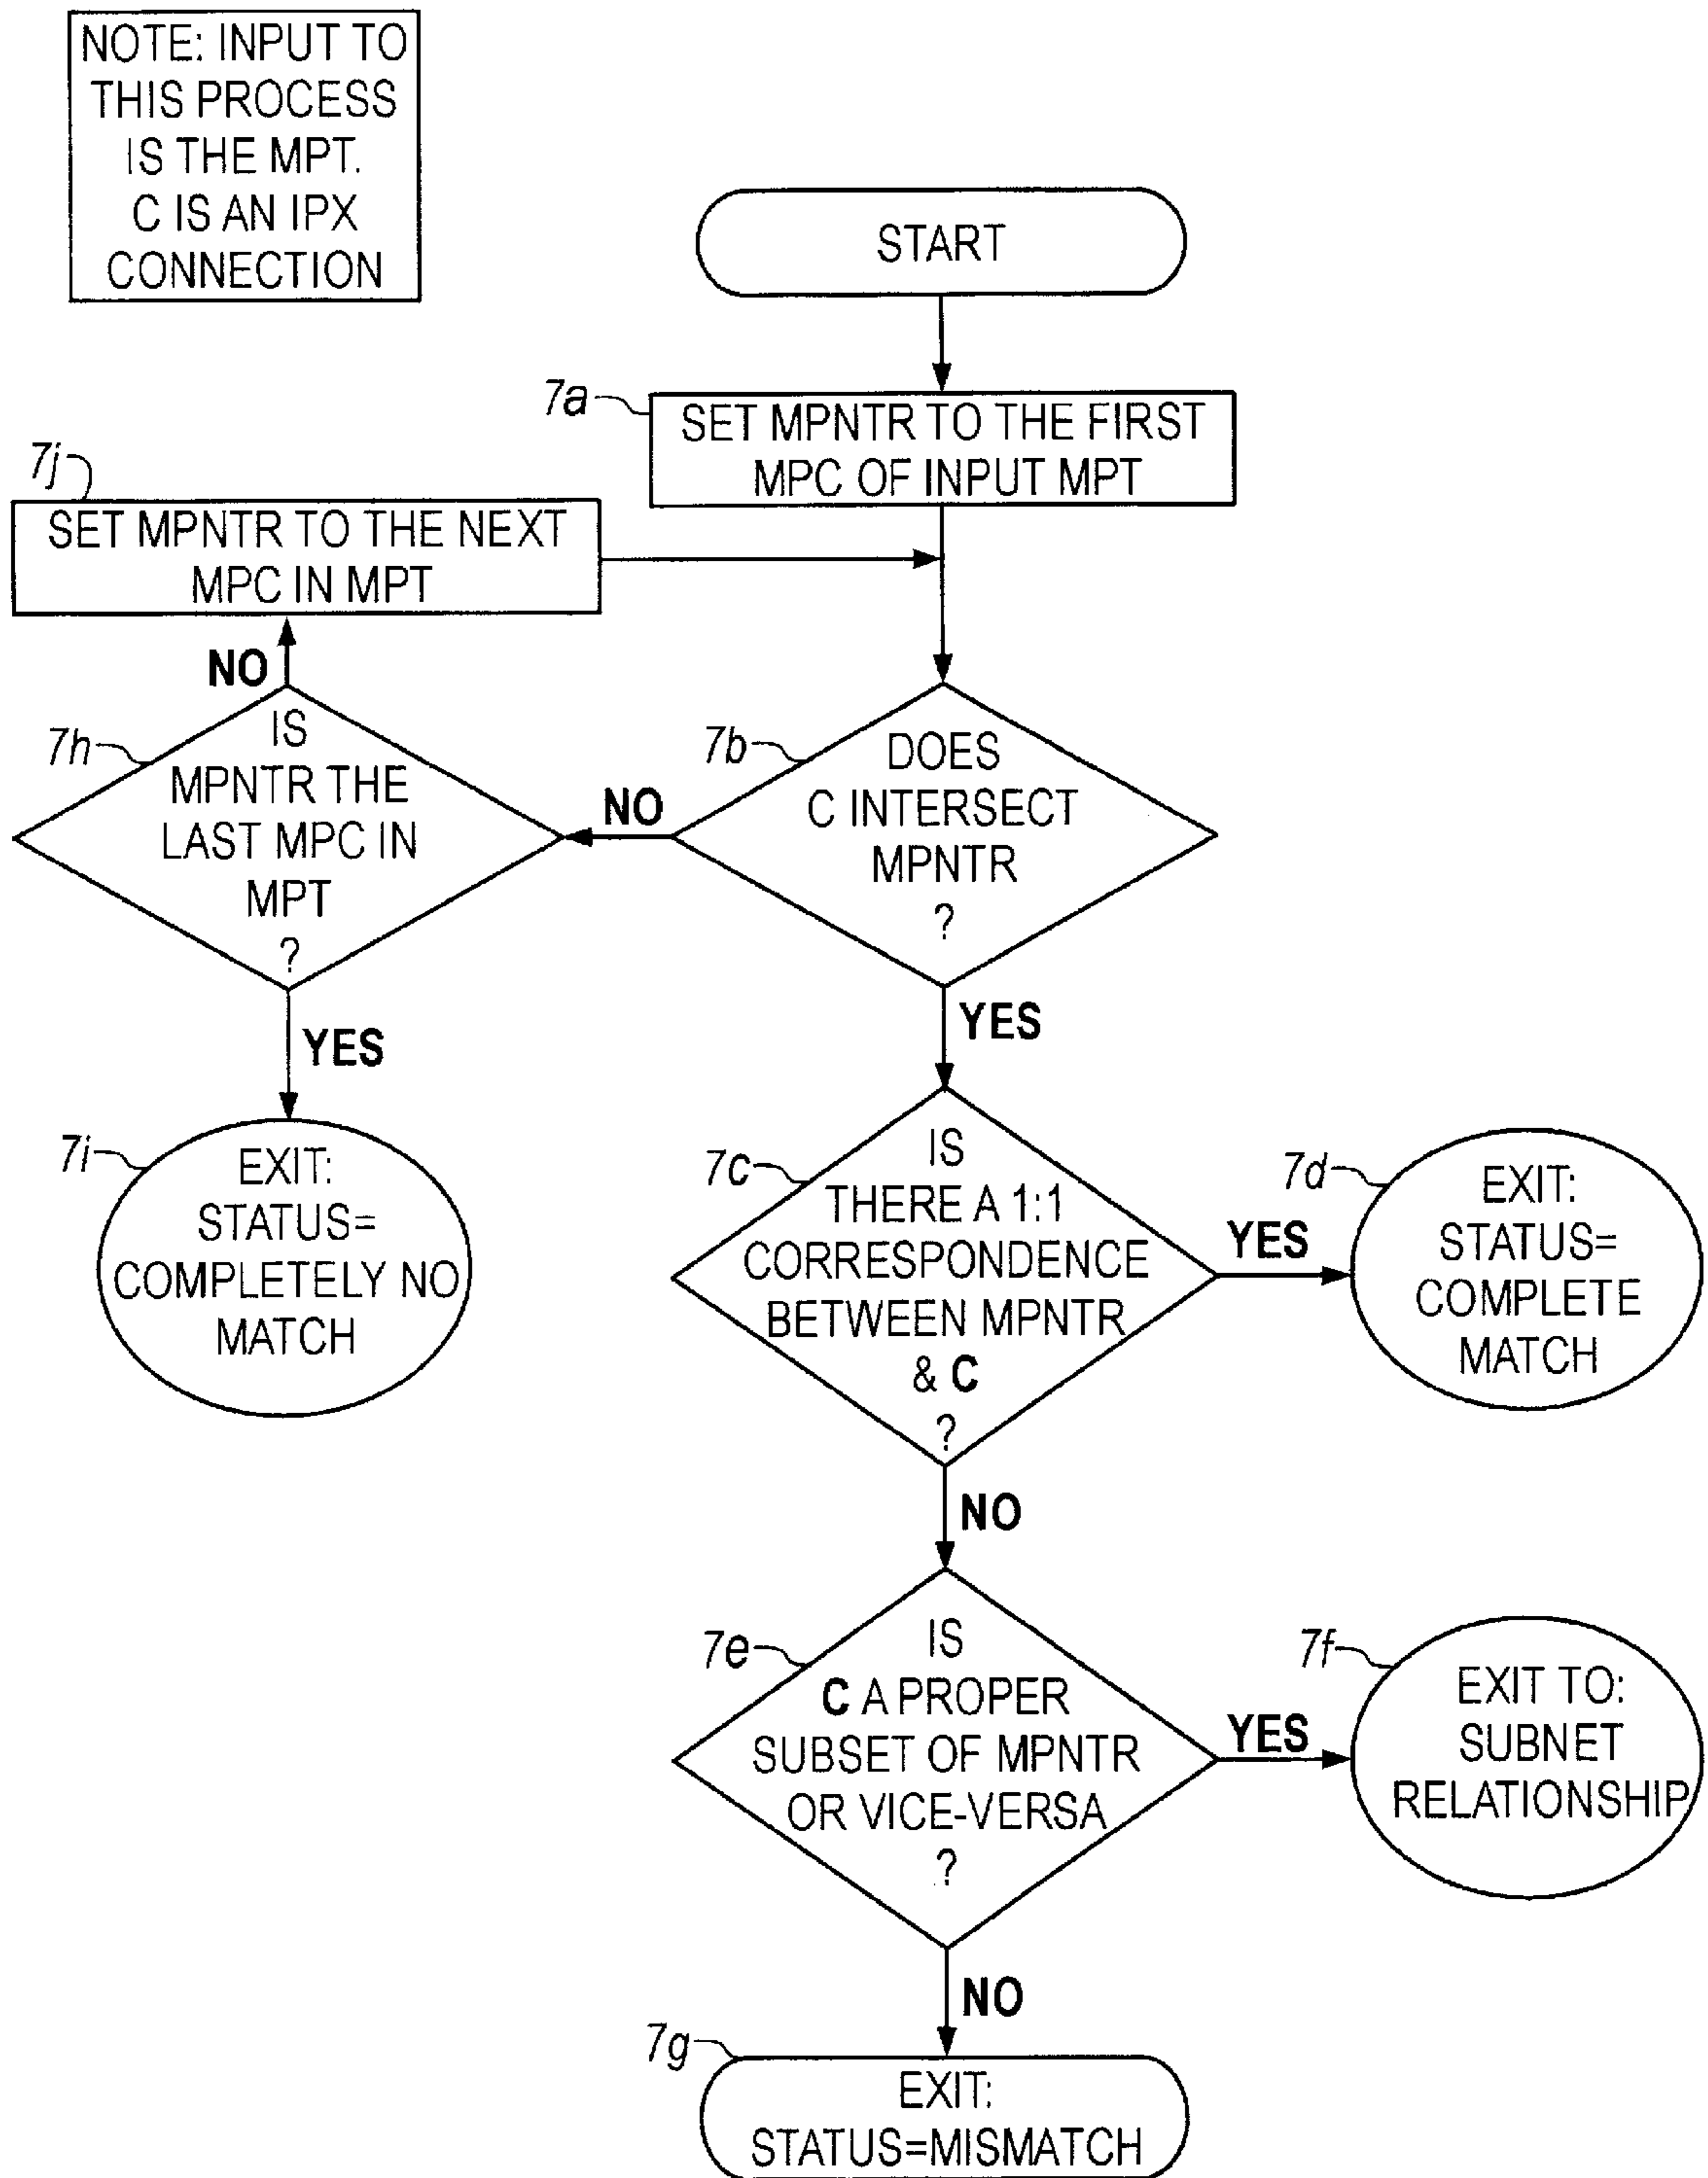 NOTE: INPUT TO
THIS PROCESS
IS THE MPT.
C IS AN IPX
CONNECTION
START
7a
SET MPNTR TO THE FIRST
MPC OF INPUT MPT
7j
SET MPNTR TO THE NEXT
MPC IN MPT
NO
7h
IS
MPNTR THE
LAST MPC IN
MPT
?
NO
7b
DOES
C INTERSECT
MPNTR
?
YES
YES
7i
EXIT:
STATUS=
COMPLETELY NO
MATCH
7c
IS
THERE A 1:1
CORRESPONDENCE
BETWEEN MPNTR
& C
?
YES
7d
EXIT:
STATUS=
COMPLETE
MATCH
NO
7e
IS
C A PROPER
SUBSET OF MPNTR
OR VICE-VERSA
?
YES
7f
EXIT TO:
SUBNET
RELATIONSHIP
NO
7g
EXIT:
STATUS=MISMATCH